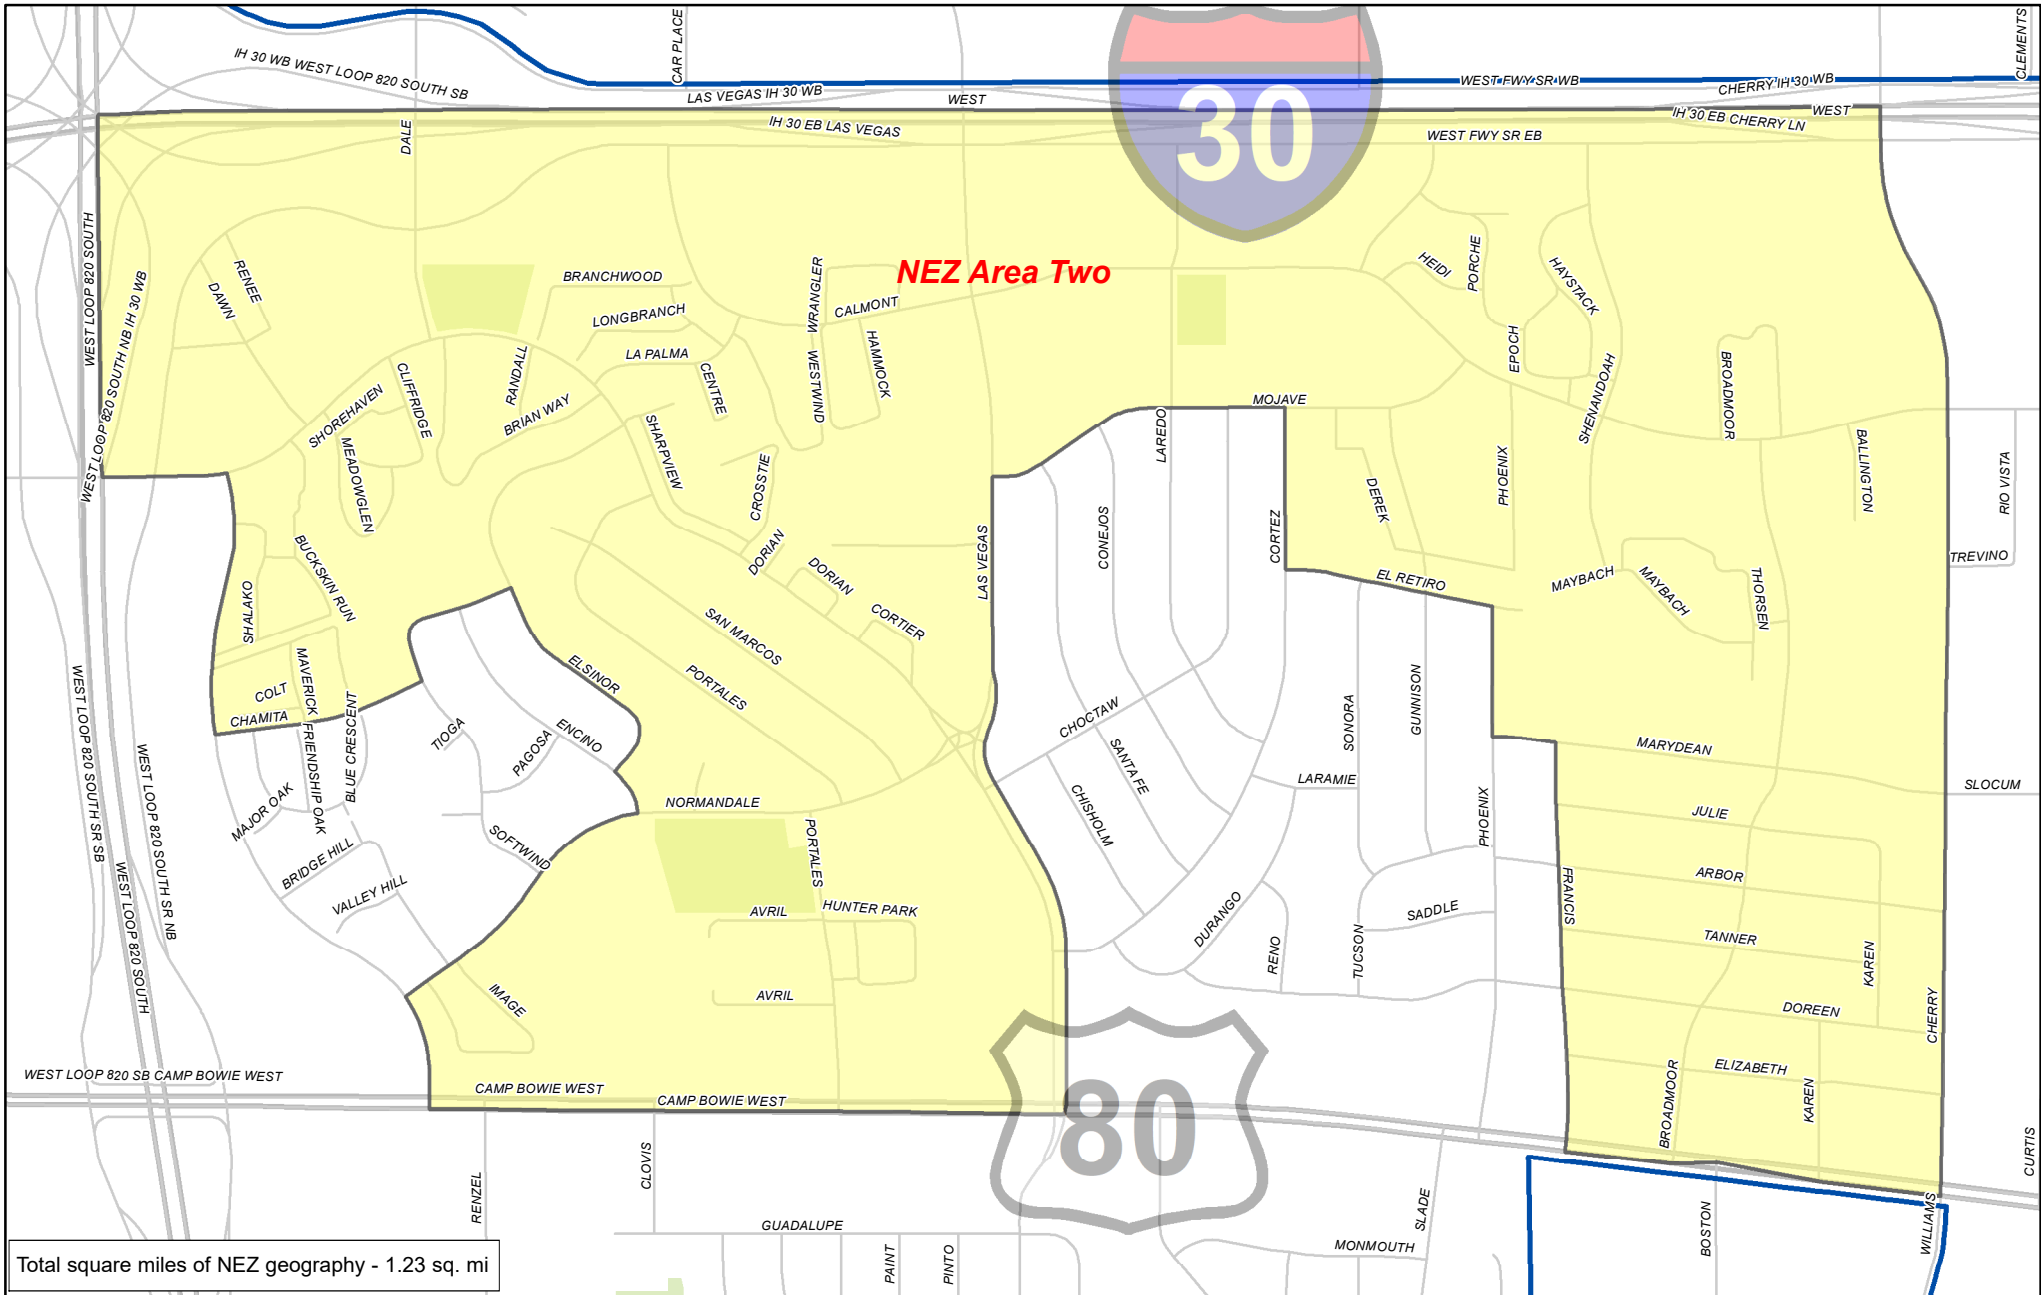 CAR PLACE
CLEMENTS
IH 30 WB WEST LOOP 820 SOUTH SB
WEST FWY SR WB
CHERRY IH 30 WB
LAS VEGAS IH 30 WB
WEST
30
IH 30 EB LAS VEGAS
WEST FWY SR EB
IH 30 EB CHERRY LN
WEST
DALE
WEST LOOP 820 SOUTH
WEST LOOP 820 SOUTH
WEST LOOP 820 SOUTH NB IH 30 WB
WEST LOOP 820 SOUTH
NEZ Area Two
RENEE
DAWN
BRANCHWOOD
WRANGLER
CALMONT
LONGBRANCH
HAMMOCK
LA PALMA
CENTRE
WESTWIND
HEIDI
PORCHE
HAYSTACK
EPOCH
SHENANDOAH
BROADMOOR
RANDALL
CLIFFRIDGE
SHOREHAVEN
BRIAN WAY
MEADOWGLEN
SHARPVIEW
CROSSTIE
MOJAVE
LAREDO
DEREK
PHOENIX
BALLINGTON
RIO VISTA
CONEJOS
CORTEZ
LAS VEGAS
DORIAN
DORIAN
CORTIER
BUCKSKIN RUN
SHALAKO
EL RETIRO
MAYBACH
MAYBACH
THORSEN
TREVINO
SAN MARCOS
PORTALES
ELSINOR
ENCINO
PAGOSA
TIOGA
MAVERICK
COLT
CHAMITA
BLUE CRESCENT
FRIENDSHIP OAK
MAJOR OAK
BRIDGE HILL
VALLEY HILL
SOFTWIND
WEST LOOP 820 SOUTH SR SB
WEST LOOP 820 SOUTH SR NB
WEST LOOP 820 SOUTH
CHOCTAW
SANTA FE
CHISHOLM
SONORA
GUNNISON
LARAMIE
PHOENIX
MARYDEAN
SLOCUM
JULIE
NORMANDALE
PORTALES
AVRIL
HUNTER PARK
AVRIL
IMAGE
DURANGO
RENO
TUCSON
SADDLE
FRANCIS
ARBOR
TANNER
KAREN
DOREEN
CHERRY
ELIZABETH
KAREN
BROADMOOR
WEST LOOP 820 SB CAMP BOWIE WEST
CAMP BOWIE WEST
CAMP BOWIE WEST
80
RENZEL
CLOVIS
GUADALUPE
PAINT
PINTO
SLADE
MONMOUTH
BOSTON
WILLIAMS
CURTIS
Total square miles of NEZ geography - 1.23 sq. mi